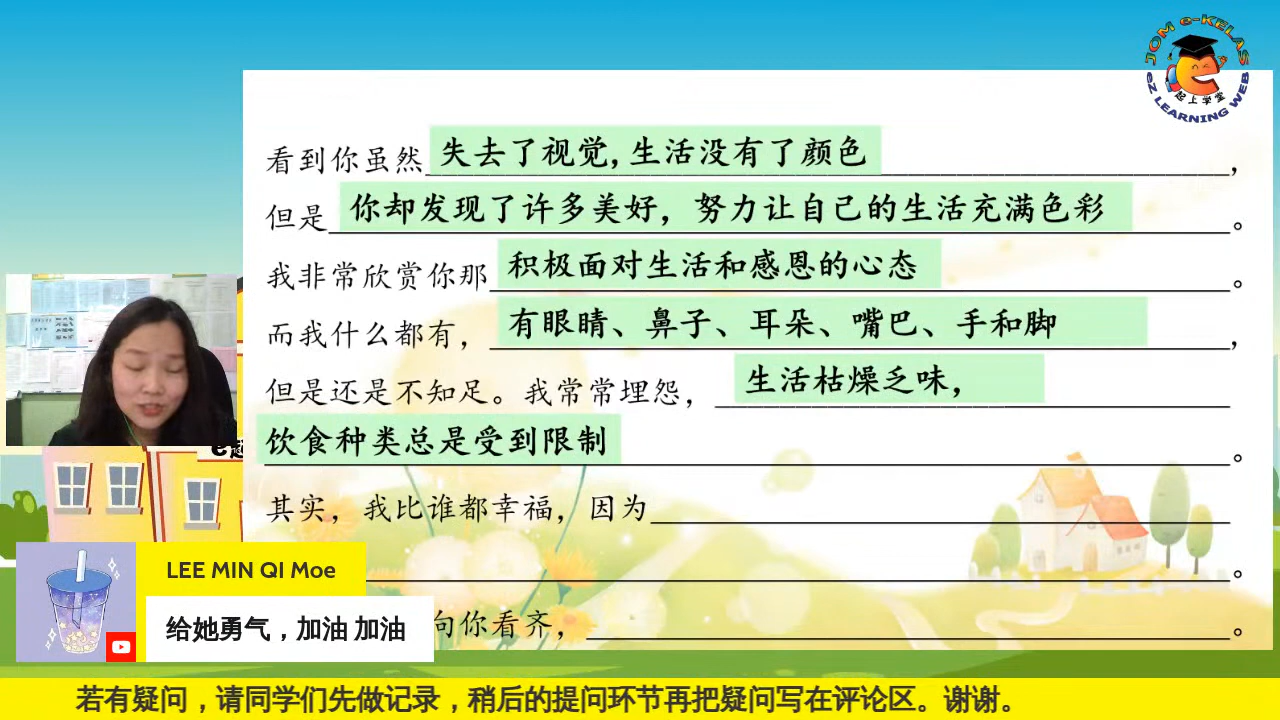 JOM e-KELAS
起上学堂
eZ LEARNING WEB
看到你虽然失去了视觉,生活没有了颜色，
但是你却发现了许多美好，努力让自己的生活充满色彩。
我非常欣赏你那积极面对生活和感恩的心态。
而我什么都有，有眼睛、鼻子、耳朵、嘴巴、手和脚，
但是还是不知足。我常常埋怨，生活枯燥乏味，
饮食种类总是受到限制。
其实，我比谁都幸福，因为
。
向你看齐，。
LEE MIN QI Moe
给她勇气，加油 加油
若有疑问，请同学们先做记录，稍后的提问环节再把疑问写在评论区。谢谢。